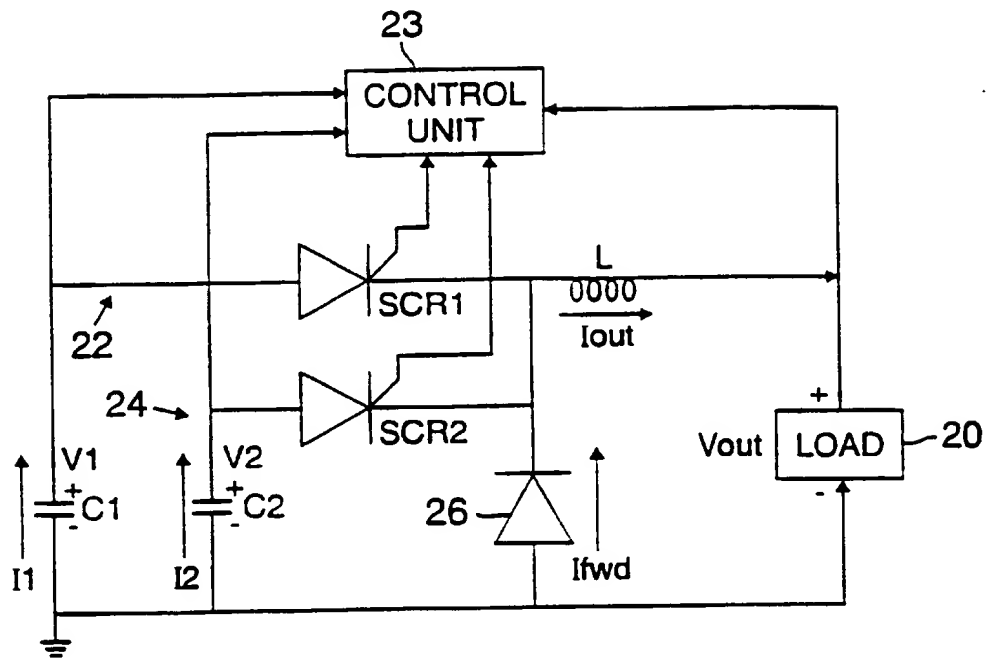 23
CONTROL
UNIT
L
SCR1
Iout
22
24
SCR2
+
Vout
LOAD
20
-
V1
+
C1
-
V2
+
C2
-
26
I1
I2
Ifwd